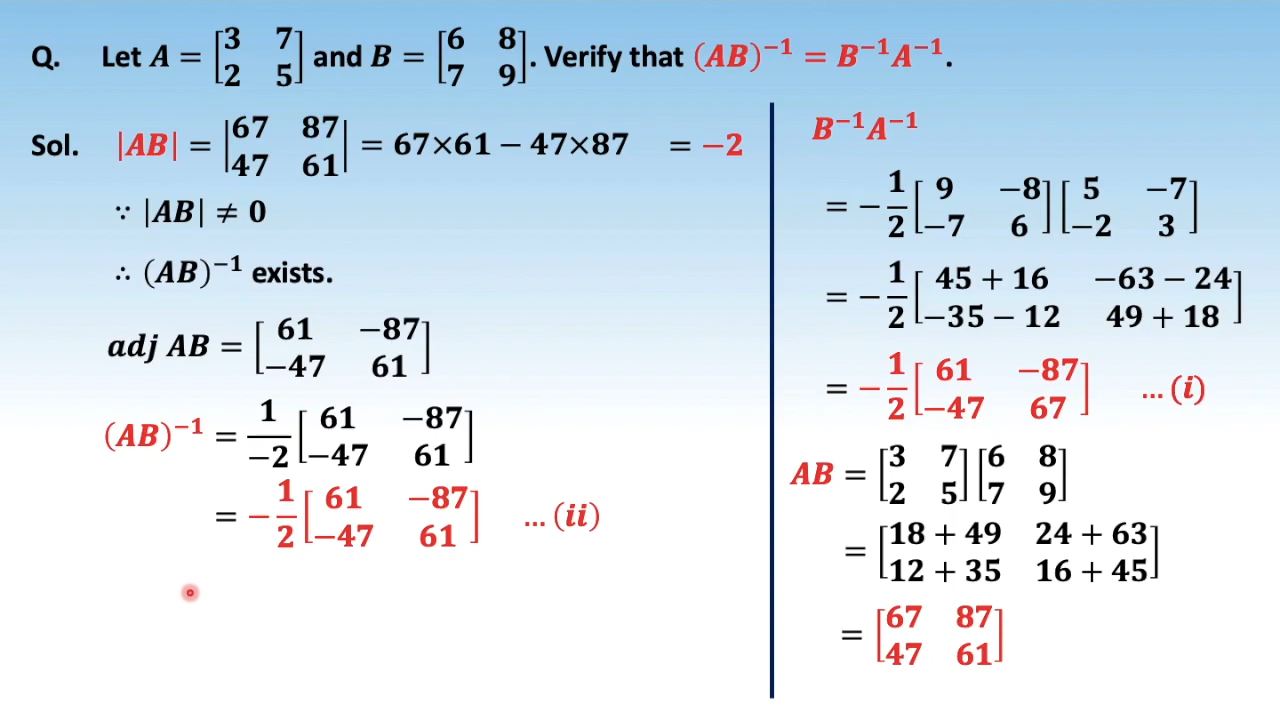 Q. Let A = [3 7; 2 5] and B = [6 8; 7 9]. Verify that (AB)⁻¹ = B⁻¹A⁻¹.
Sol. |AB| = |67 87; 47 61| = 67×61 − 47×87 = −2
∵ |AB| ≠ 0
∴ (AB)⁻¹ exists.
adj AB = [61 −87; −47 61]
(AB)⁻¹ = 1/−2 [61 −87; −47 61]
= −1/2 [61 −87; −47 61] ... (ii)
B⁻¹A⁻¹
= −1/2 [9 −8; −7 6] [5 −7; −2 3]
= −1/2 [45 + 16 −63 − 24; −35 − 12 49 + 18]
= −1/2 [61 −87; −47 67] ... (i)
AB = [3 7; 2 5] [6 8; 7 9]
= [18 + 49 24 + 63; 12 + 35 16 + 45]
= [67 87; 47 61]